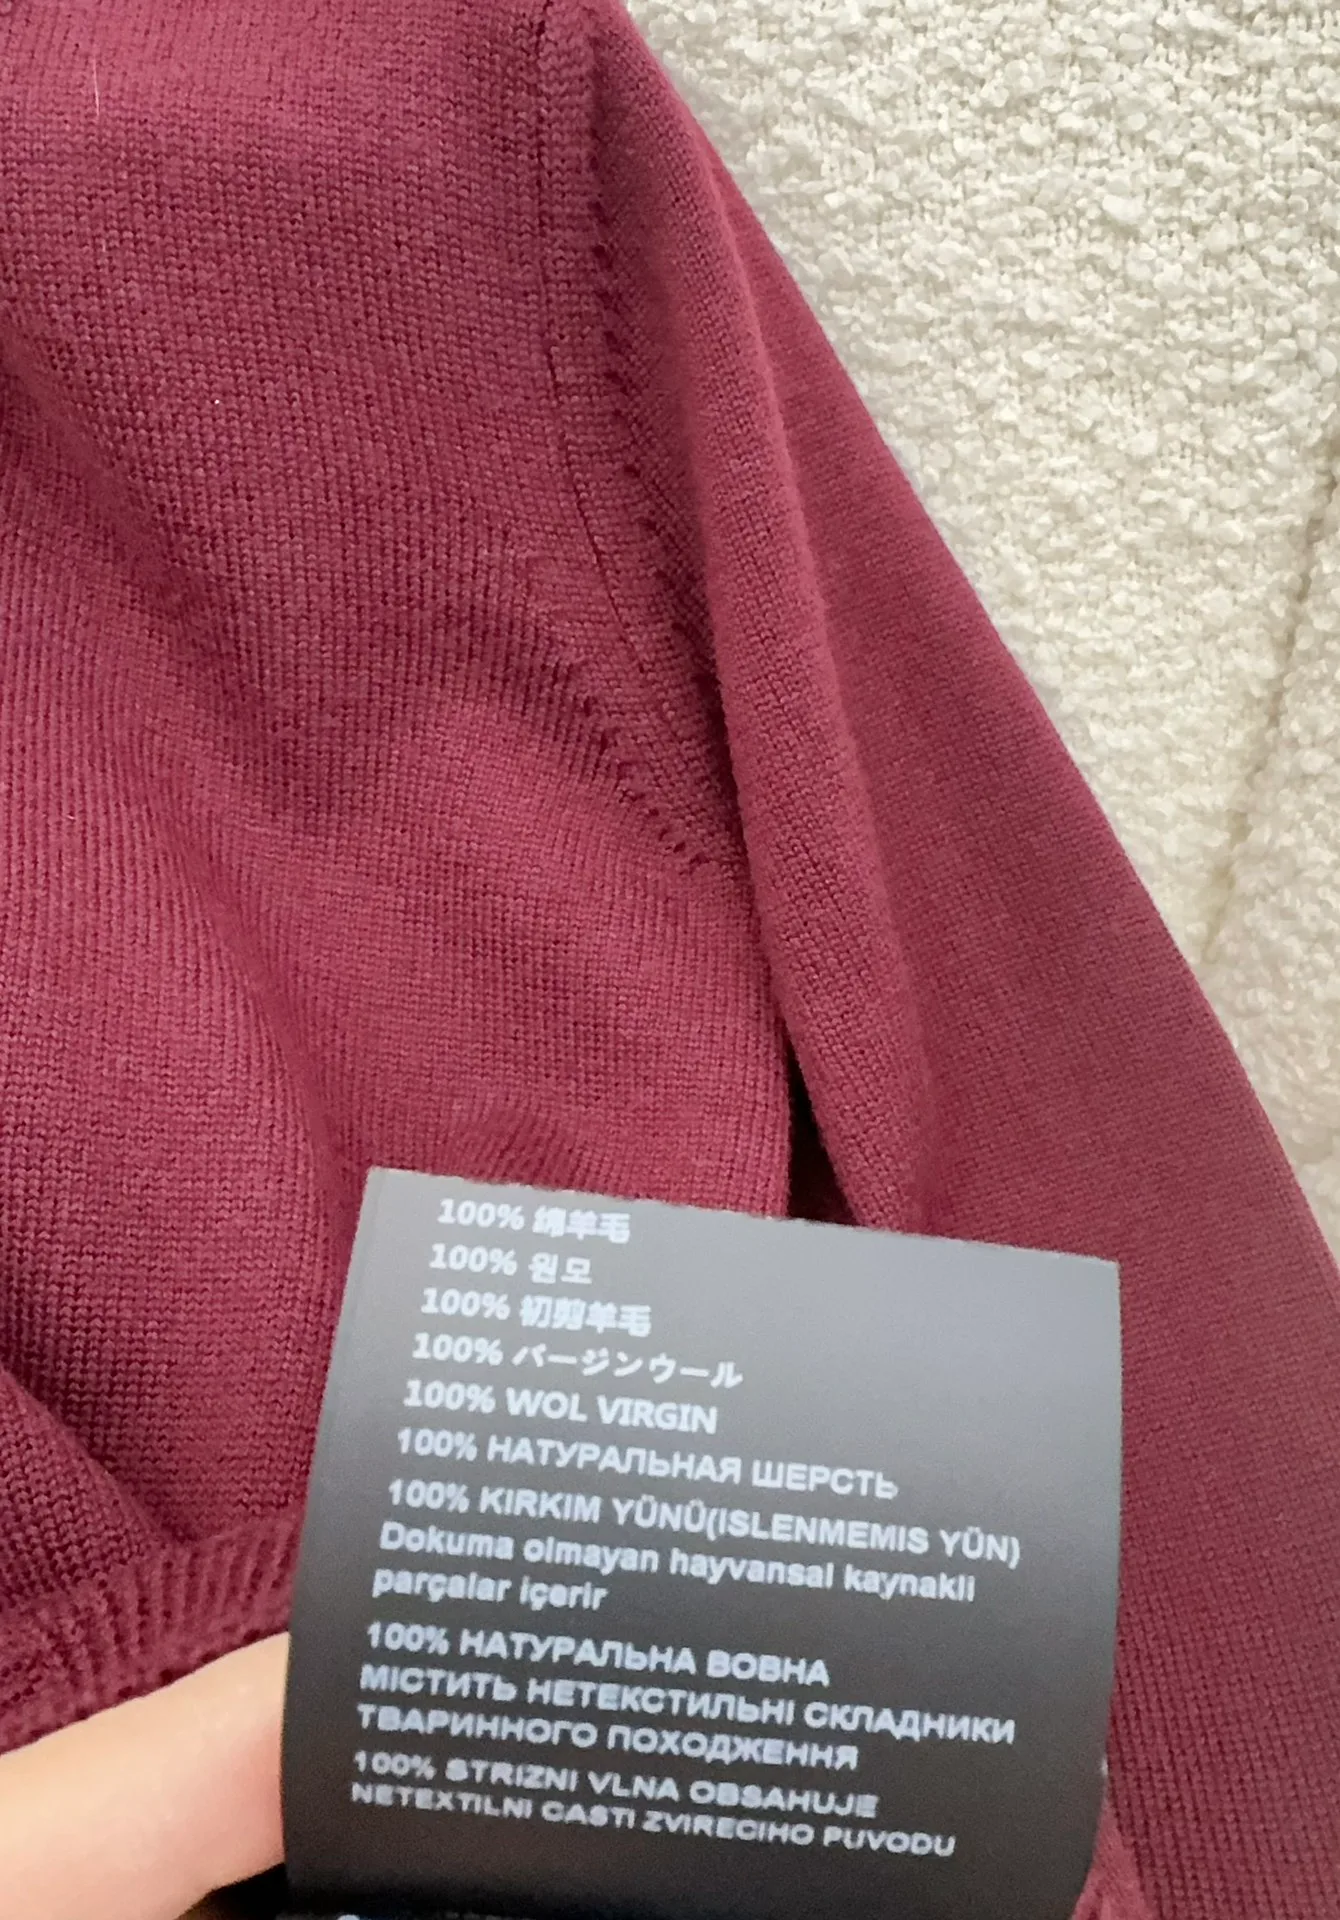 100% 绵羊毛
100% 원모
100% 初剪羊毛
100% バージンウール
100% WOL VIRGIN
100% НАТУРАЛЬНАЯ ШЕРСТЬ
100% KIRKIM YÜNÜ(ISLENMEMIS YÜN)
Dokuma olmayan hayvansal kaynakli
parçalar içerir
100% НАТУРАЛЬНА ВОВНА
МІСТИТЬ НЕТЕКСТИЛЬНІ СКЛАДНИКИ
ТВАРИННОГО ПОХОДЖЕННЯ
100% STRIZNI VLNA OBSAHUJE
NETEXTILNI CASTI ZVIRECIHO PUVODU